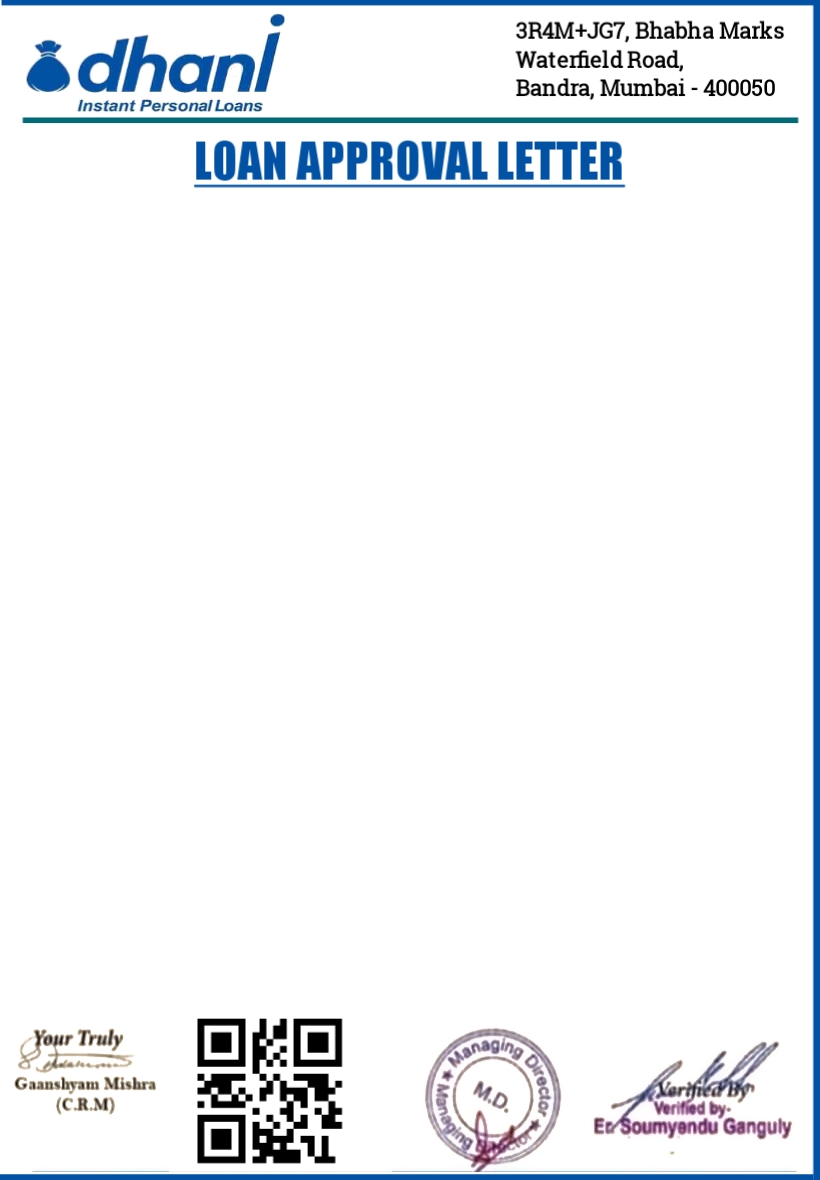 dhani
Instant Personal Loans
3R4M+JG7, Bhabha Marks
Waterfield Road,
Bandra, Mumbai - 400050
LOAN APPROVAL LETTER
Your Truly
Gaanshyam Mishra
(C.R.M)
★ Managing Director ★ Managing Director
M.D.
Verified By
Verified by-
Er Soumyendu Ganguly